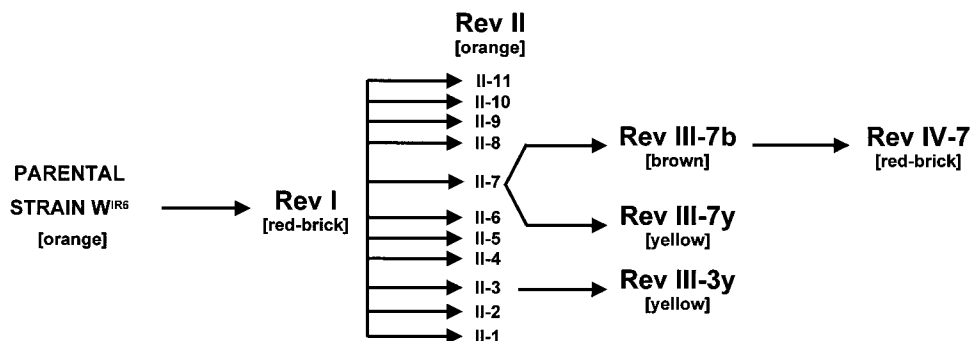 PARENTAL
STRAIN W^IR6
[orange]
Rev I
[red-brick]
Rev II
[orange]
II-11
II-10
II-9
II-8
II-7
II-6
II-5
II-4
II-3
II-2
II-1
Rev III-7b
[brown]
Rev III-7y
[yellow]
Rev III-3y
[yellow]
Rev IV-7
[red-brick]